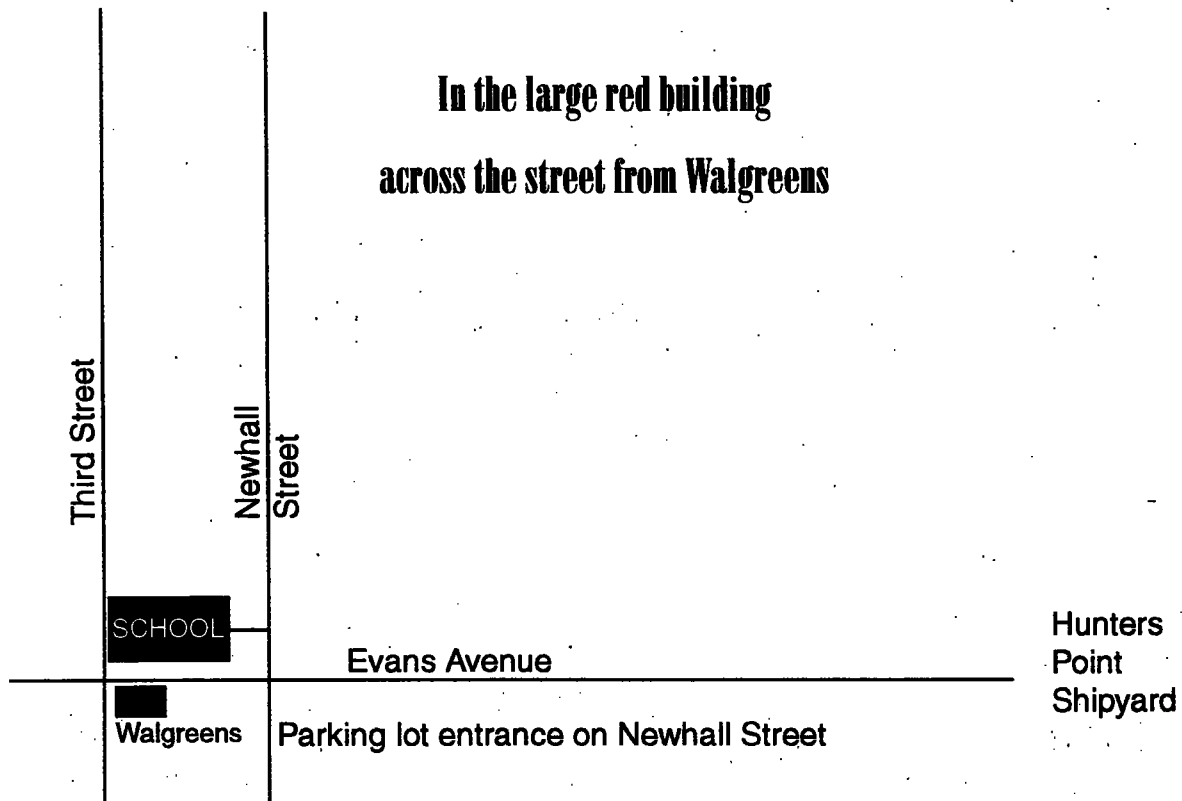 In the large red building
across the street from Walgreens
Third Street
Newhall
Street
SCHOOL
Evans Avenue
Hunters
Point
Shipyard
Walgreens
Parking lot entrance on Newhall Street